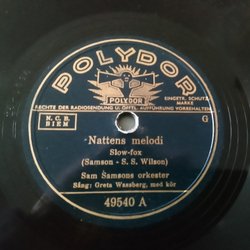 POLYDOR
POLYDOR
EINGETR. SCHUTZ
MARKE
RECHTE DER RADIOSENDUNG U. ÖFFTL. AUFFÜHRUNG VORBEHALTEN
N.C.B.
BIEM
G
Nattens melodi
Slow-fox
(Samson - S. S. Wilson)
Sam Samsons orkester
Sång: Greta Wassberg, med kör
49540 A